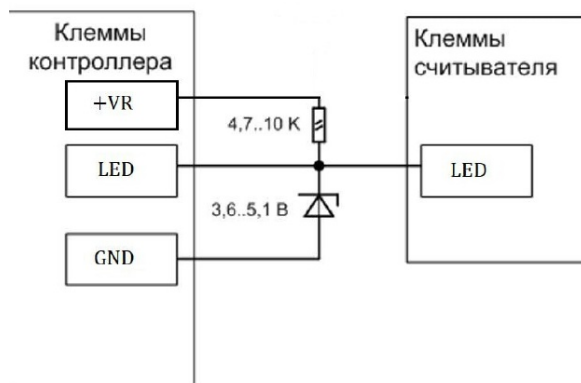 Клеммы
контроллера
+VR
LED
GND
4,7..10 K
3,6..5,1 В
Клеммы
считывателя
LED